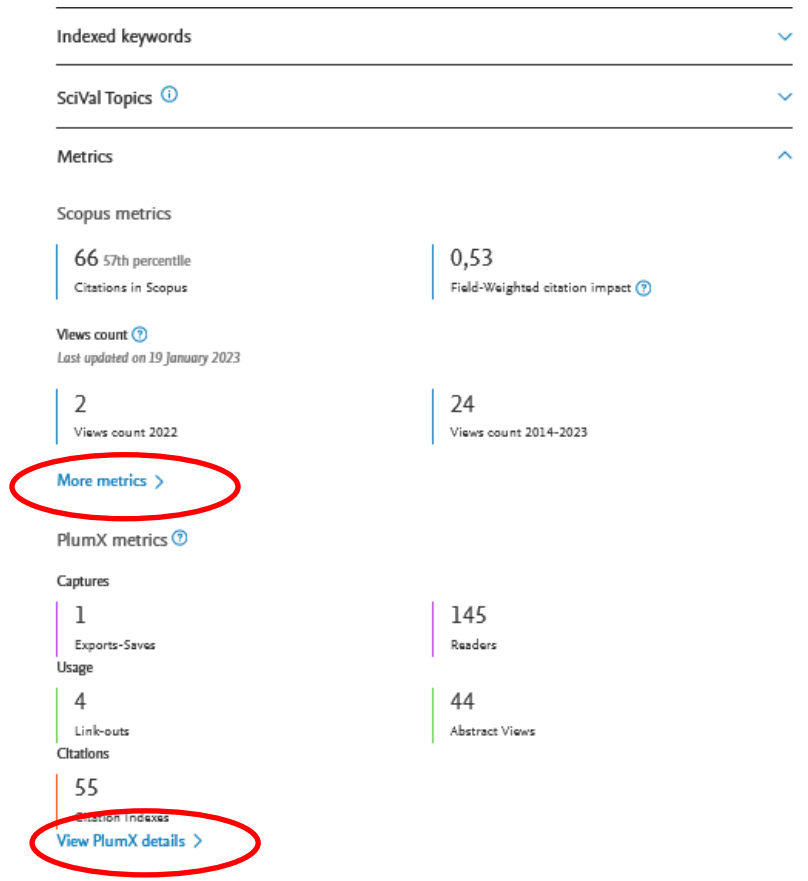 Indexed keywords
SciVal Topics
Metrics
Scopus metrics
66 57th percentile
Citations in Scopus
0,53
Field-Weighted citation impact
Views count
Last updated on 19 January 2023
2
Views count 2022
24
Views count 2014-2023
More metrics >
PlumX metrics
Captures
1
Exports-Saves
145
Readers
Usage
4
Link-outs
44
Abstract Views
Citations
55
Citation Indexes
View PlumX details >